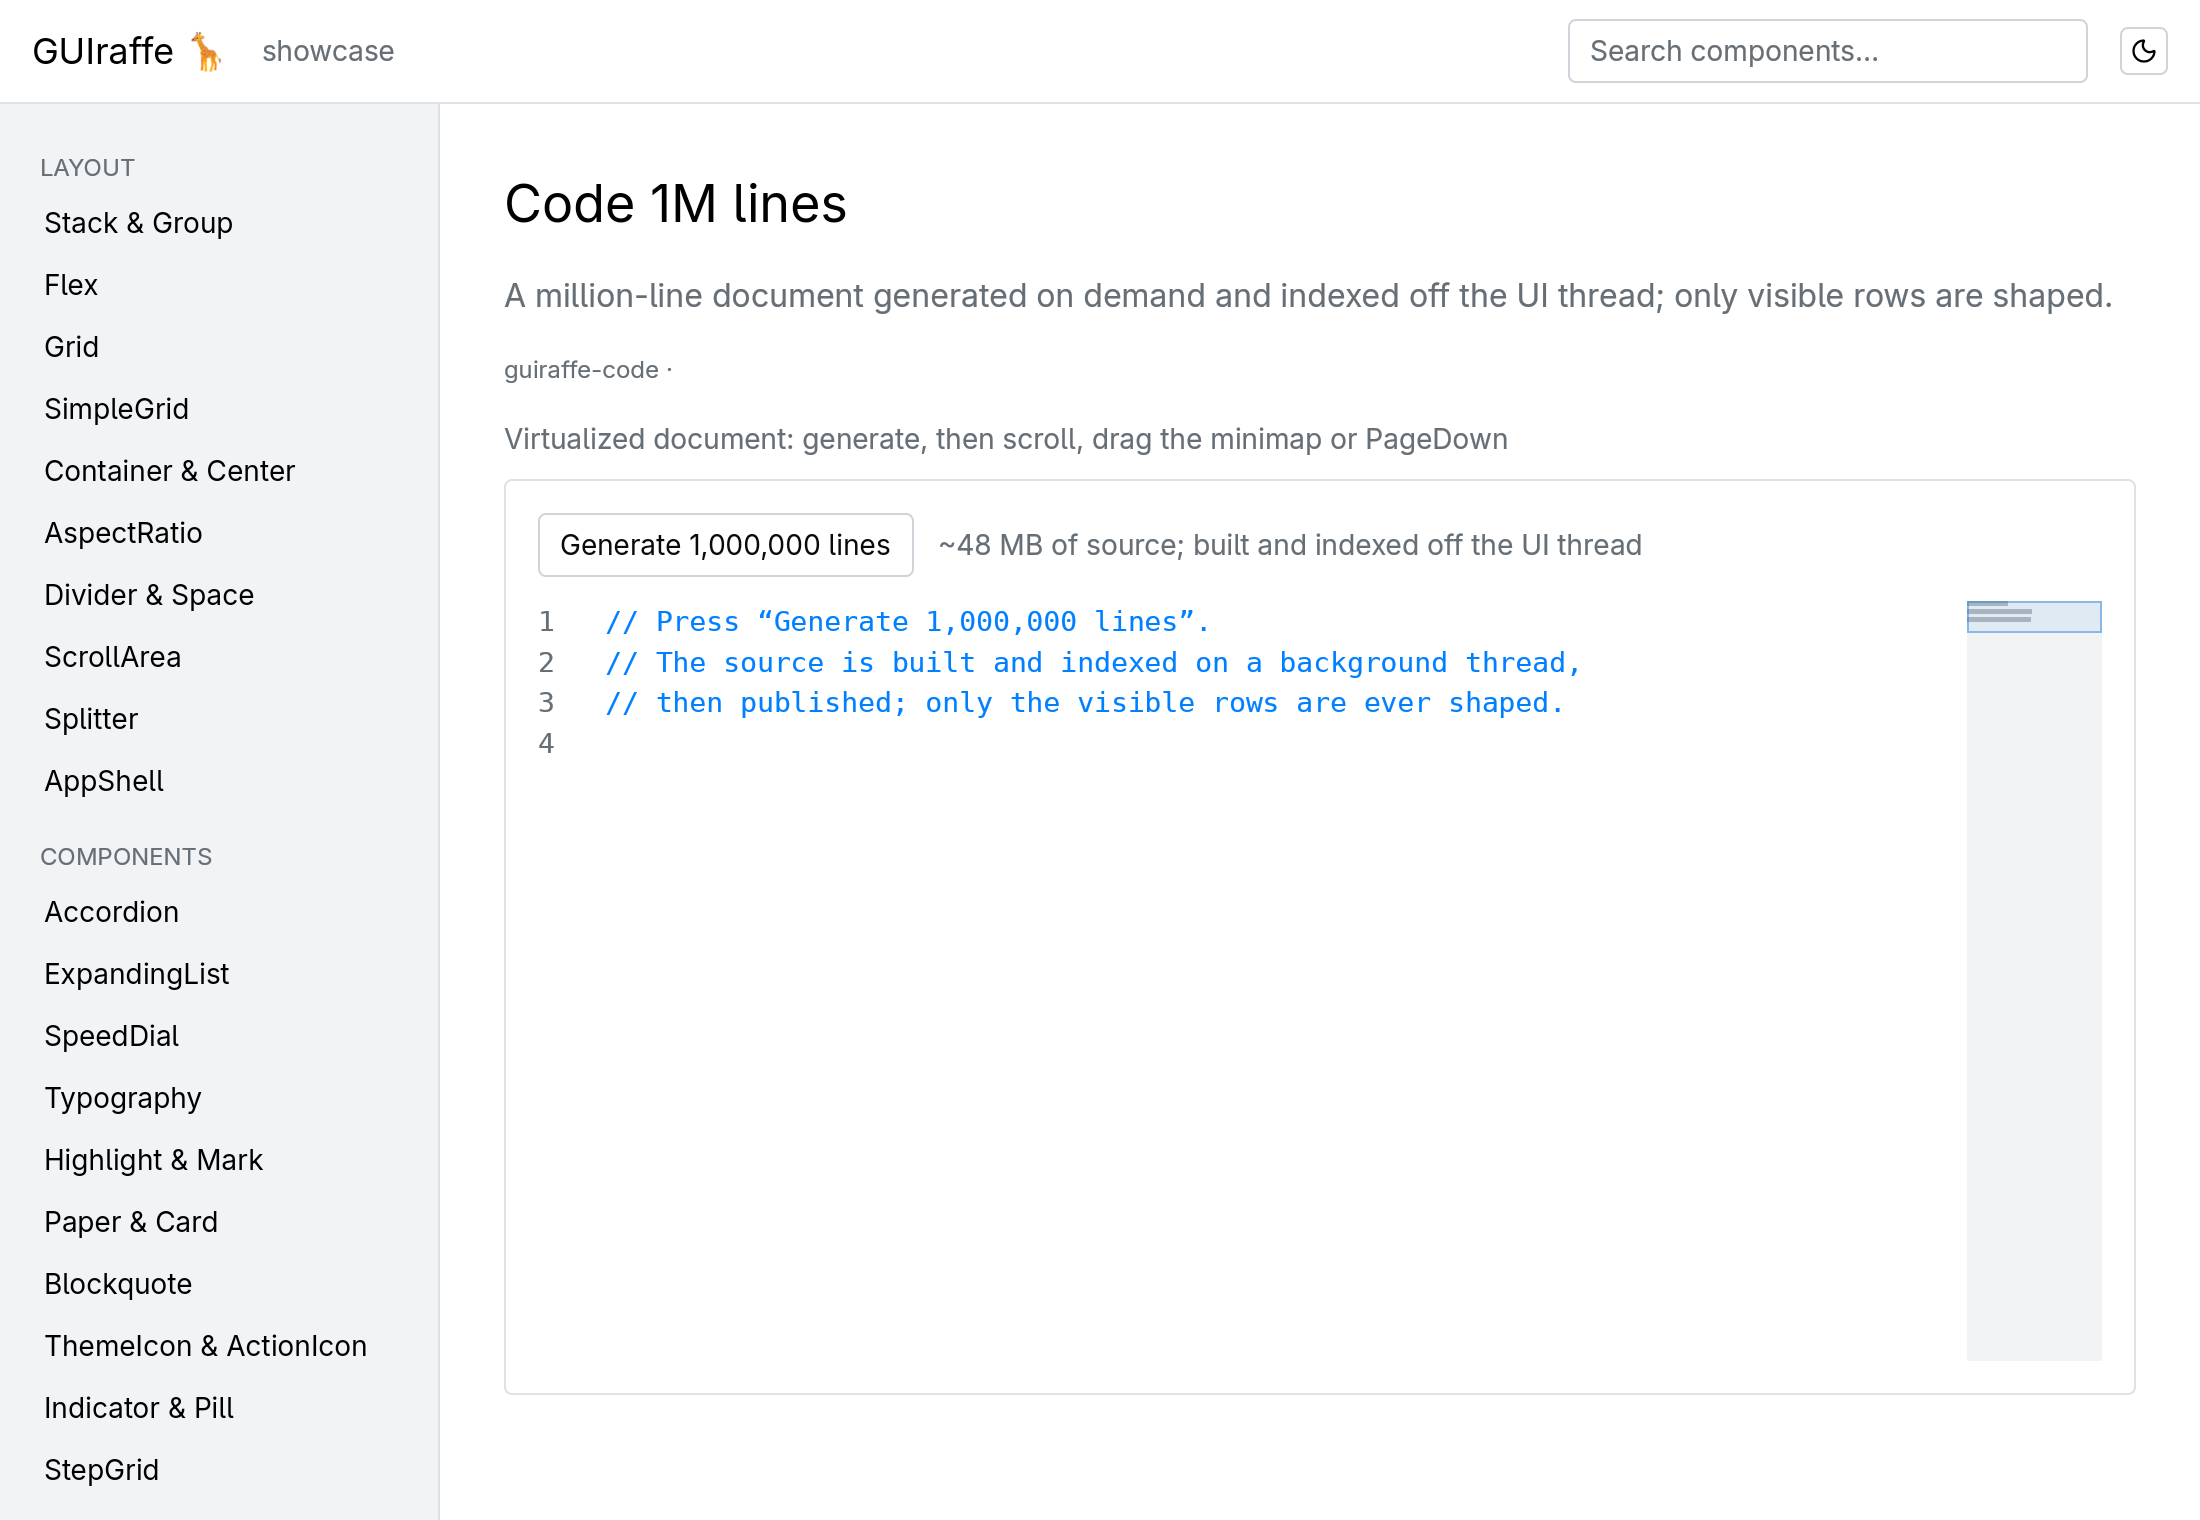 GUIraffe 🦒 showcase
Search components...
LAYOUT
Stack & Group
Flex
Grid
SimpleGrid
Container & Center
AspectRatio
Divider & Space
ScrollArea
Splitter
AppShell
COMPONENTS
Accordion
ExpandingList
SpeedDial
Typography
Highlight & Mark
Paper & Card
Blockquote
ThemeIcon & ActionIcon
Indicator & Pill
StepGrid
Code 1M lines
A million-line document generated on demand and indexed off the UI thread; only visible rows are shaped.
guiraffe-code ·
Virtualized document: generate, then scroll, drag the minimap or PageDown
Generate 1,000,000 lines ~48 MB of source; built and indexed off the UI thread
1 // Press “Generate 1,000,000 lines”.
2 // The source is built and indexed on a background thread,
3 // then published; only the visible rows are ever shaped.
4